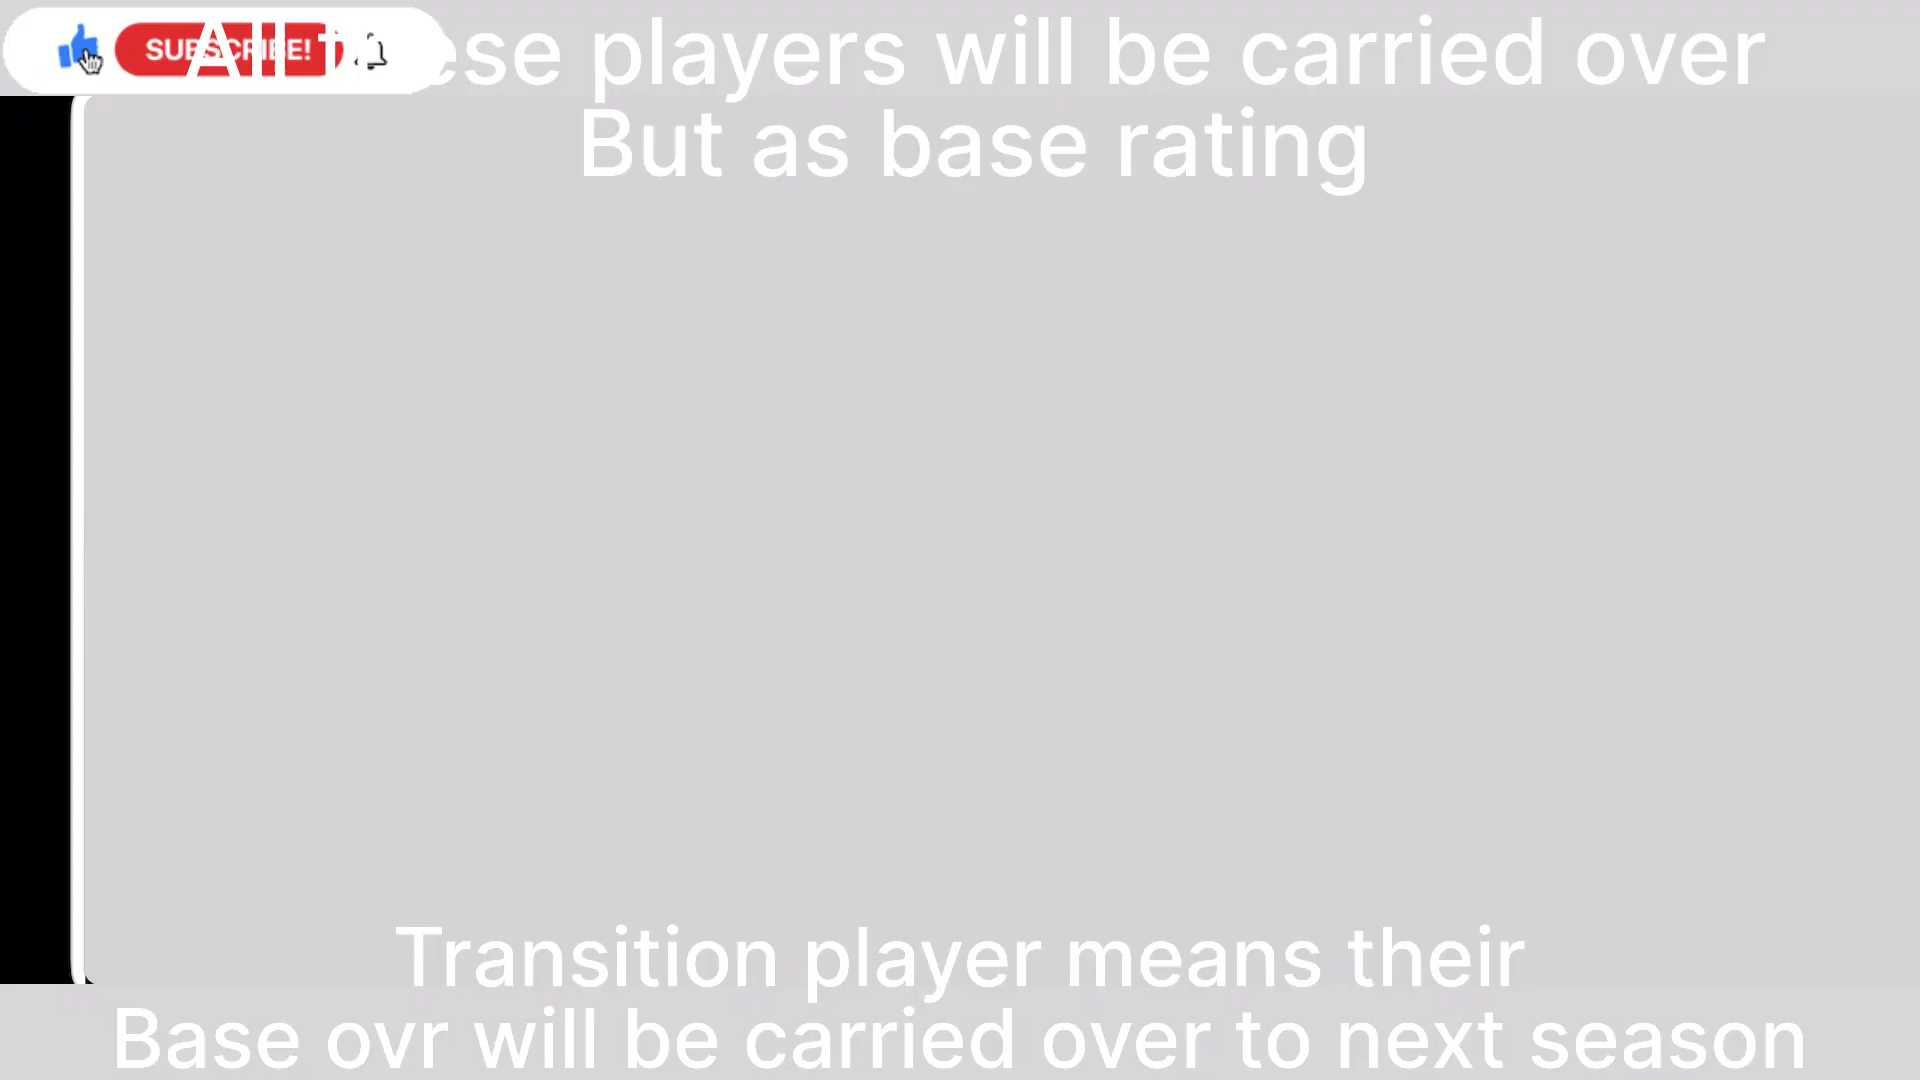 SUBSCRIBE!
All these players will be carried over
But as base rating
Transition player means their
Base ovr will be carried over to next season